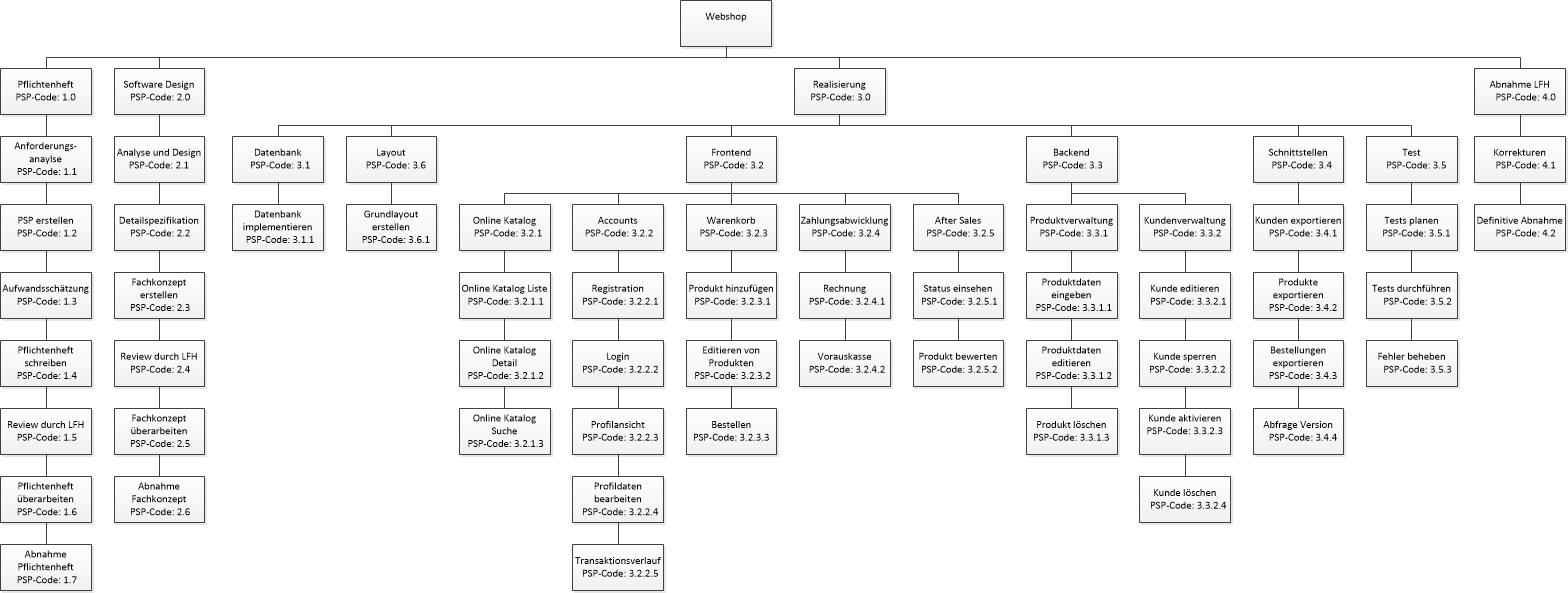 Webshop
Pflichtenheft
PSP-Code: 1.0
Software Design
PSP-Code: 2.0
Realisierung
PSP-Code: 3.0
Abnahme LFH
PSP-Code: 4.0
Anforderungs-
anaylse
PSP-Code: 1.1
Analyse und Design
PSP-Code: 2.1
Datenbank
PSP-Code: 3.1
Layout
PSP-Code: 3.6
Frontend
PSP-Code: 3.2
Backend
PSP-Code: 3.3
Schnittstellen
PSP-Code: 3.4
Test
PSP-Code: 3.5
Korrekturen
PSP-Code: 4.1
PSP erstellen
PSP-Code: 1.2
Detailspezifikation
PSP-Code: 2.2
Datenbank
implementieren
PSP-Code: 3.1.1
Grundlayout
erstellen
PSP-Code: 3.6.1
Online Katalog
PSP-Code: 3.2.1
Accounts
PSP-Code: 3.2.2
Warenkorb
PSP-Code: 3.2.3
Zahlungsabwicklung
PSP-Code: 3.2.4
After Sales
PSP-Code: 3.2.5
Produktverwaltung
PSP-Code: 3.3.1
Kundenverwaltung
PSP-Code: 3.3.2
Kunden exportieren
PSP-Code: 3.4.1
Tests planen
PSP-Code: 3.5.1
Definitive Abnahme
PSP-Code: 4.2
Aufwandsschätzung
PSP-Code: 1.3
Fachkonzept
erstellen
PSP-Code: 2.3
Online Katalog Liste
PSP-Code: 3.2.1.1
Registration
PSP-Code: 3.2.2.1
Produkt hinzufügen
PSP-Code: 3.2.3.1
Rechnung
PSP-Code: 3.2.4.1
Status einsehen
PSP-Code: 3.2.5.1
Produktdaten
eingeben
PSP-Code: 3.3.1.1
Kunde editieren
PSP-Code: 3.3.2.1
Produkte
exportieren
PSP-Code: 3.4.2
Tests durchführen
PSP-Code: 3.5.2
Pflichtenheft
schreiben
PSP-Code: 1.4
Review durch LFH
PSP-Code: 2.4
Online Katalog
Detail
PSP-Code: 3.2.1.2
Login
PSP-Code: 3.2.2.2
Editieren von
Produkten
PSP-Code: 3.2.3.2
Vorauskasse
PSP-Code: 3.2.4.2
Produkt bewerten
PSP-Code: 3.2.5.2
Produktdaten
editieren
PSP-Code: 3.3.1.2
Kunde sperren
PSP-Code: 3.3.2.2
Bestellungen
exportieren
PSP-Code: 3.4.3
Fehler beheben
PSP-Code: 3.5.3
Review durch LFH
PSP-Code: 1.5
Fachkonzept
überarbeiten
PSP-Code: 2.5
Online Katalog
Suche
PSP-Code: 3.2.1.3
Profilansicht
PSP-Code: 3.2.2.3
Bestellen
PSP-Code: 3.2.3.3
Produkt löschen
PSP-Code: 3.3.1.3
Kunde aktivieren
PSP-Code: 3.3.2.3
Abfrage Version
PSP-Code: 3.4.4
Pflichtenheft
überarbeiten
PSP-Code: 1.6
Abnahme
Fachkonzept
PSP-Code: 2.6
Profildaten
bearbeiten
PSP-Code: 3.2.2.4
Kunde löschen
PSP-Code: 3.3.2.4
Abnahme
Pflichtenheft
PSP-Code: 1.7
Transaktionsverlauf
PSP-Code: 3.2.2.5